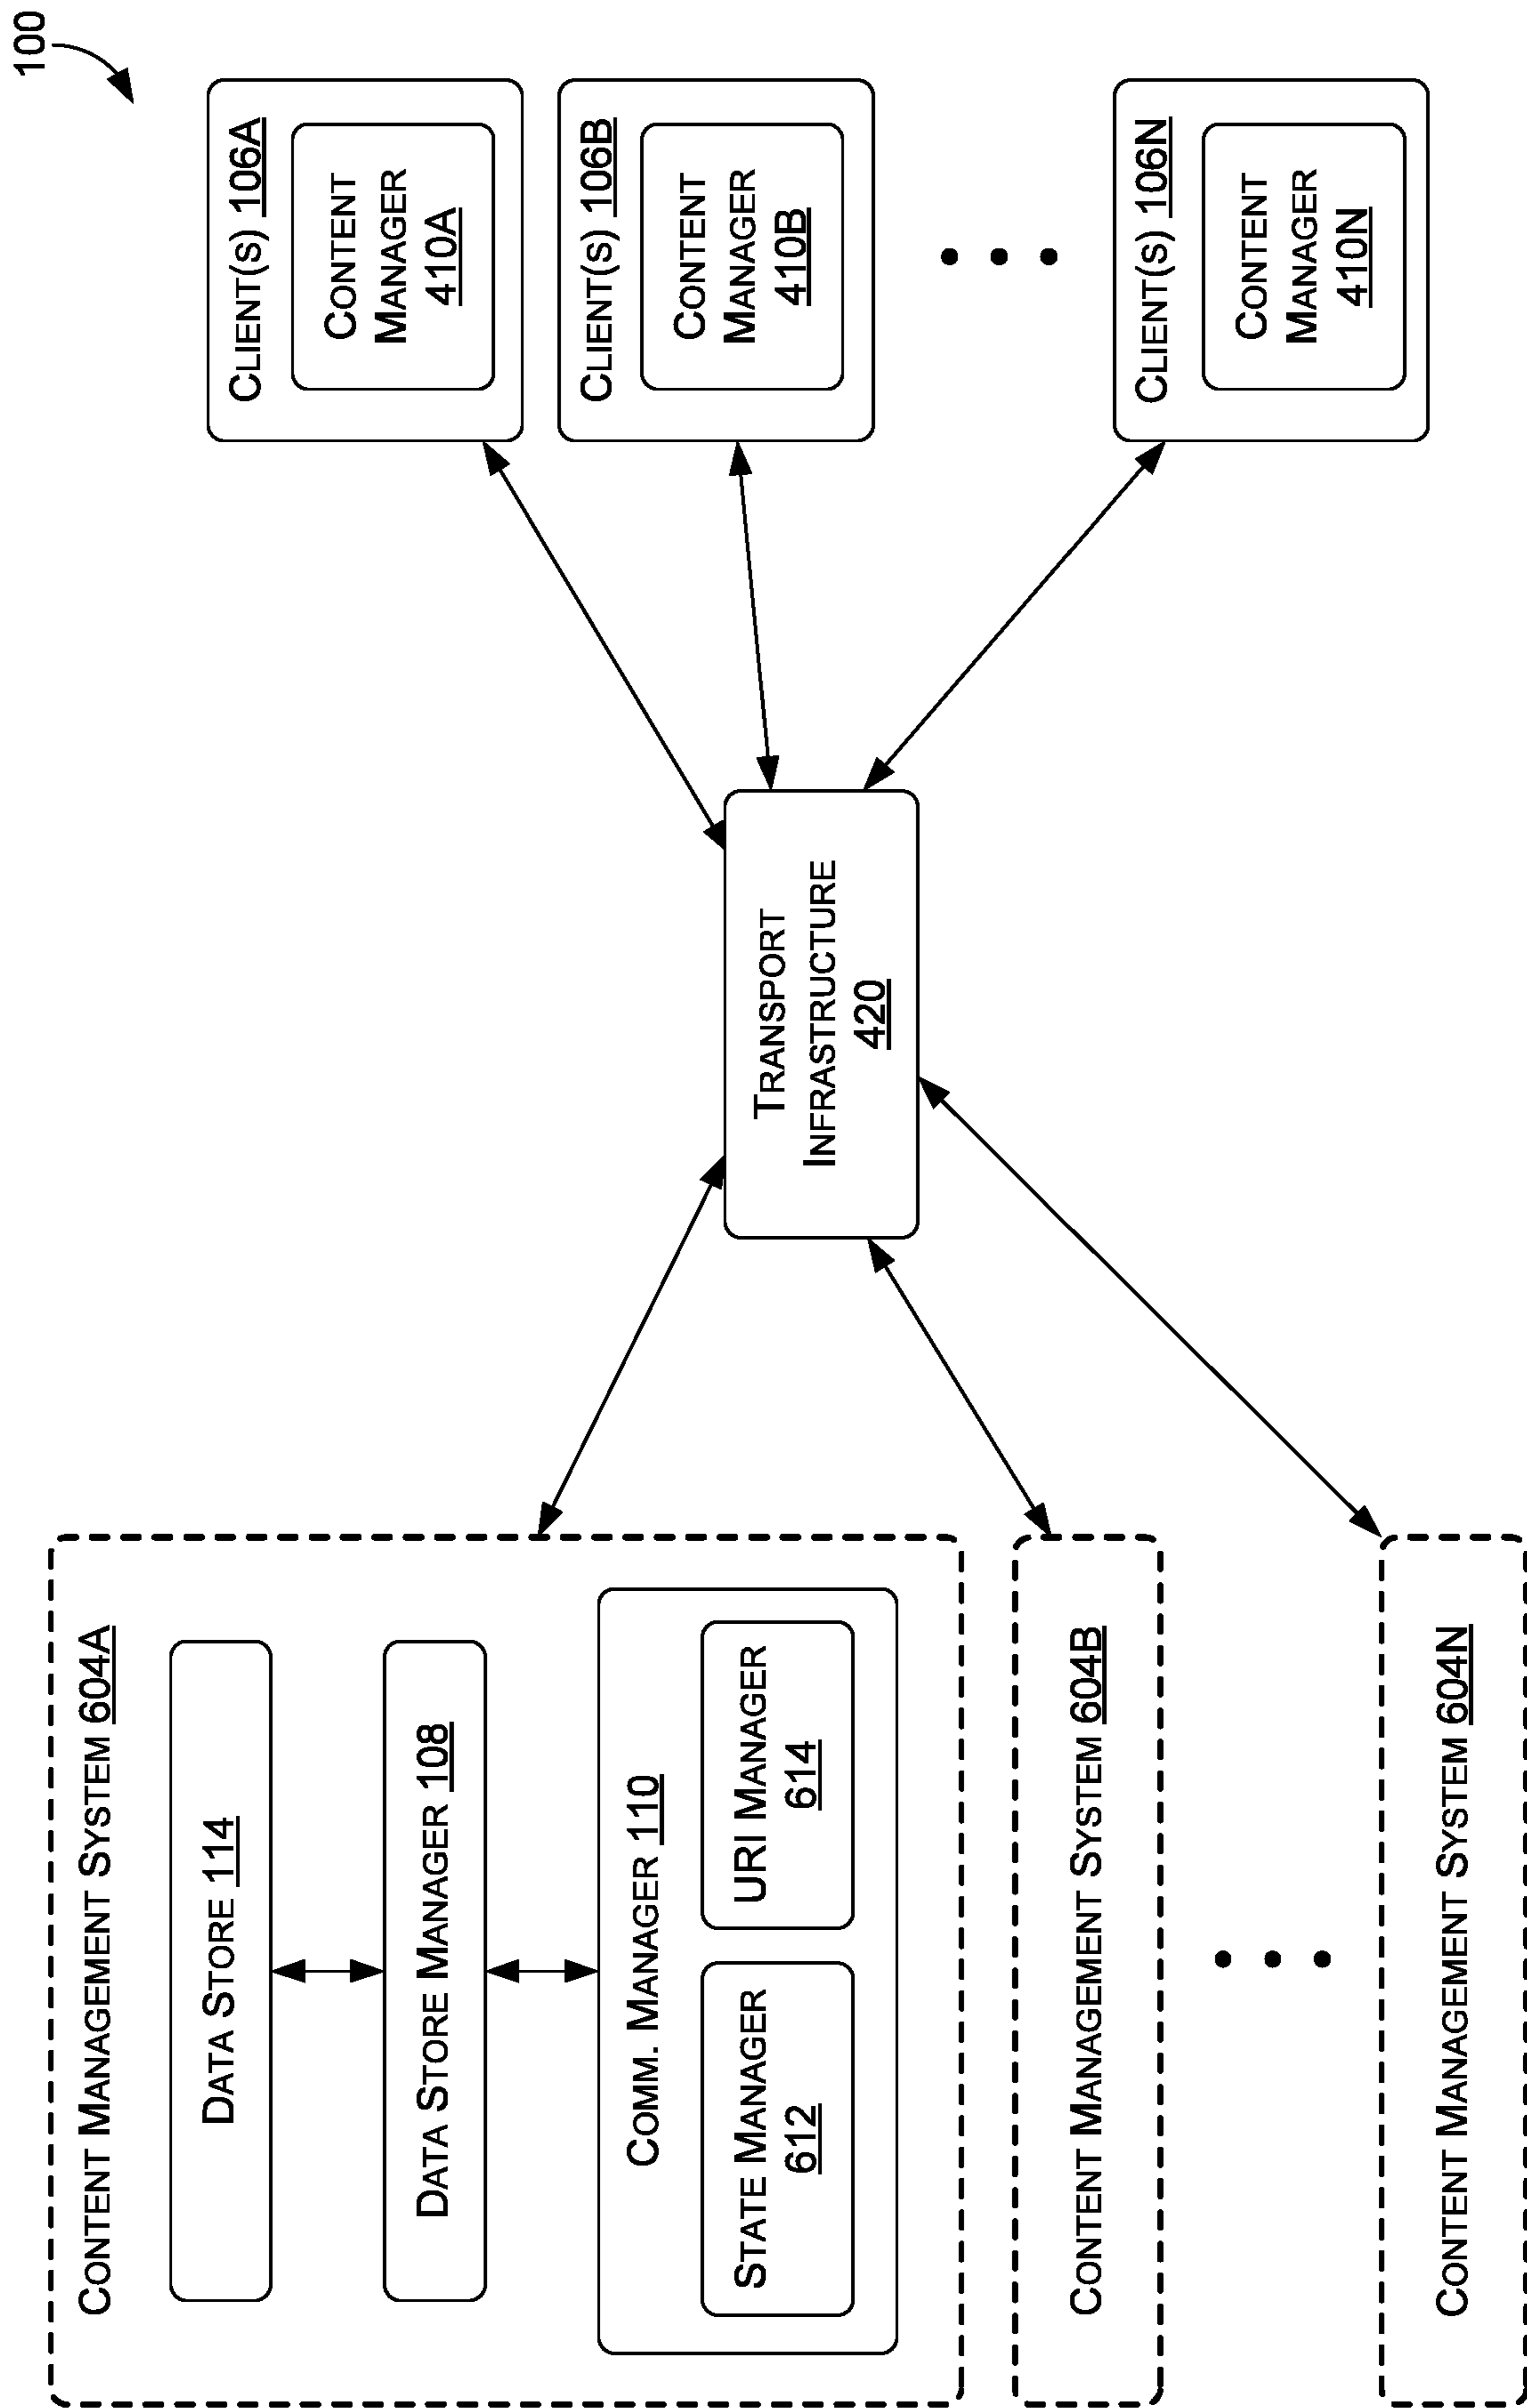 100
Content Management System 604A
Data Store 114
Data Store Manager 108
Comm. Manager 110
State Manager
612
URI Manager
614
Content Management System 604B
Content Management System 604N
Transport
Infrastructure
420
Client(s) 106A
Content
Manager
410A
Client(s) 106B
Content
Manager
410B
Client(s) 106N
Content
Manager
410N